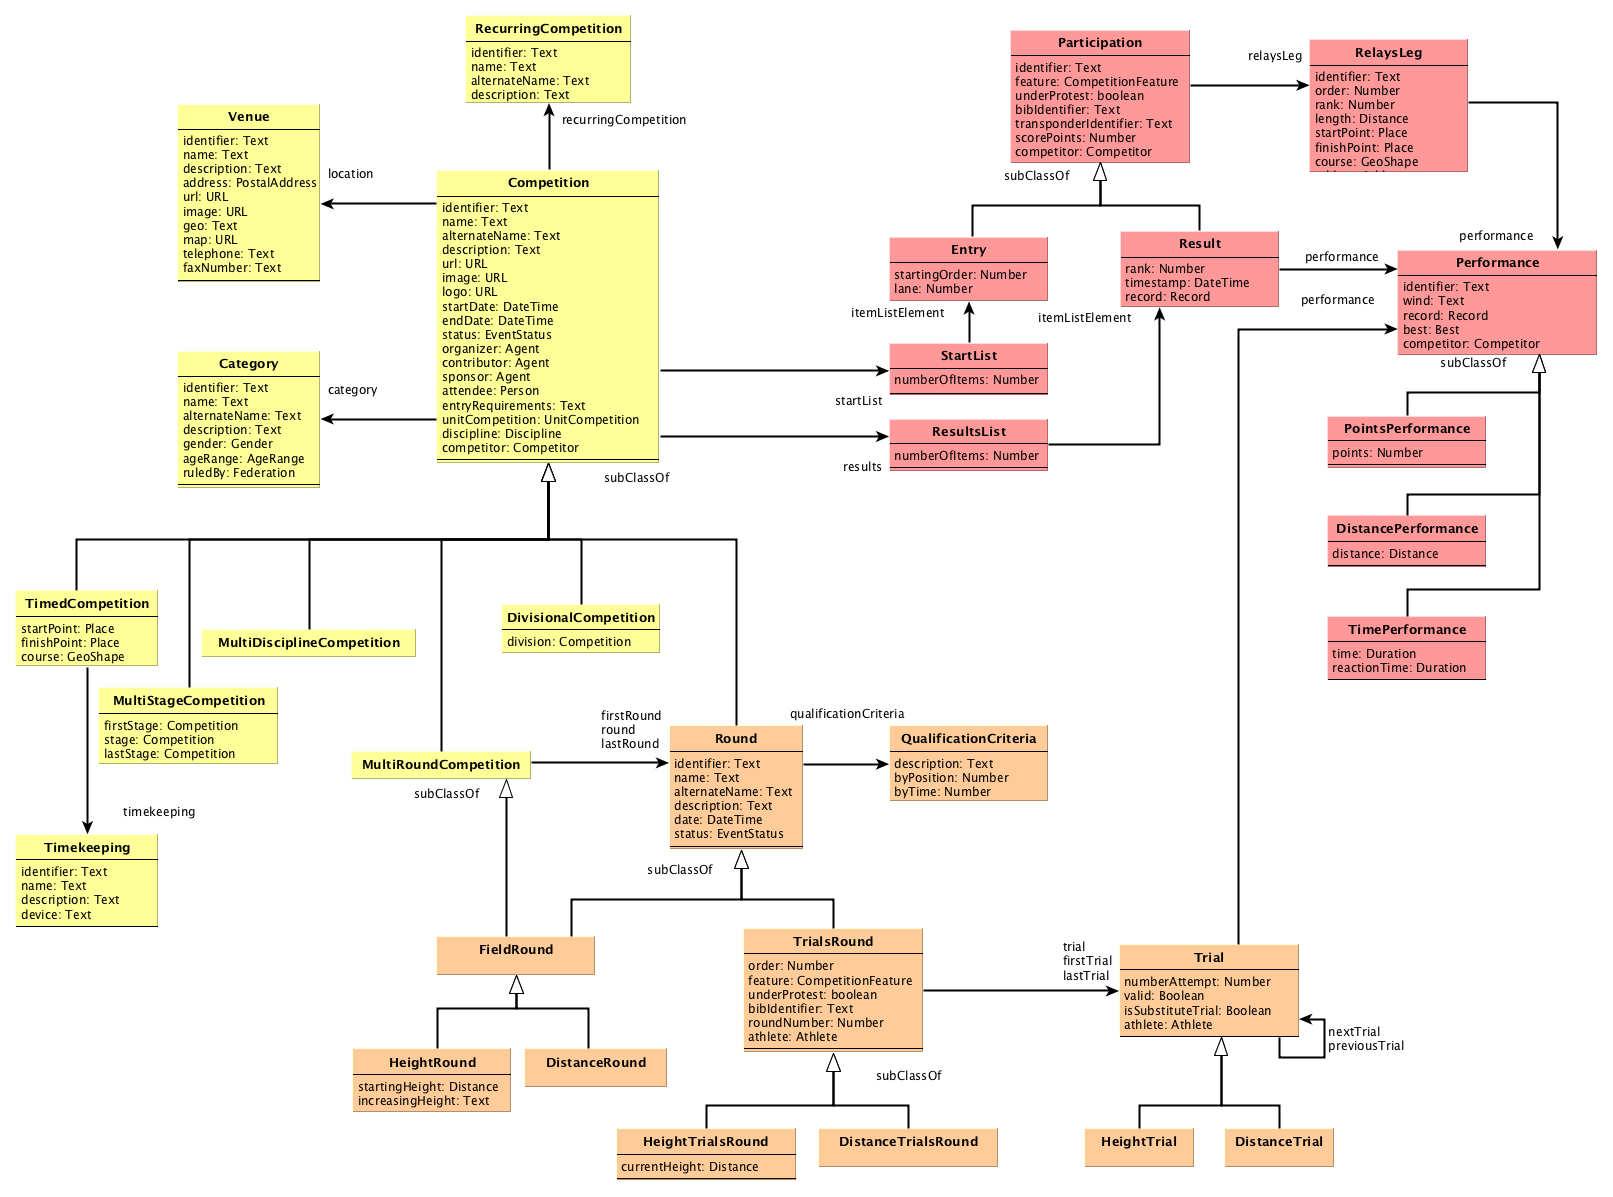 RecurringCompetition
identifier: Text
name: Text
alternateName: Text
description: Text
recurringCompetition
Venue
identifier: Text
name: Text
description: Text
address: PostalAddress
url: URL
image: URL
geo: Text
map: URL
telephone: Text
faxNumber: Text
location
Competition
identifier: Text
name: Text
alternateName: Text
description: Text
url: URL
image: URL
logo: URL
startDate: DateTime
endDate: DateTime
status: EventStatus
organizer: Agent
contributor: Agent
sponsor: Agent
attendee: Person
entryRequirements: Text
unitCompetition: UnitCompetition
discipline: Discipline
competitor: Competitor
subClassOf
Category
identifier: Text
name: Text
alternateName: Text
description: Text
gender: Gender
ageRange: AgeRange
ruledBy: Federation
category
Participation
identifier: Text
feature: CompetitionFeature
underProtest: boolean
bibIdentifier: Text
transponderIdentifier: Text
scorePoints: Number
competitor: Competitor
subClassOf
relaysLeg
RelaysLeg
identifier: Text
order: Number
rank: Number
length: Distance
startPoint: Place
finishPoint: Place
course: GeoShape
performance
Entry
startingOrder: Number
lane: Number
itemListElement
Result
rank: Number
timestamp: DateTime
record: Record
itemListElement
performance
performance
Performance
identifier: Text
wind: Text
record: Record
best: Best
competitor: Competitor
subClassOf
StartList
numberOfItems: Number
startList
ResultsList
numberOfItems: Number
results
PointsPerformance
points: Number
DistancePerformance
distance: Distance
TimePerformance
time: Duration
reactionTime: Duration
TimedCompetition
startPoint: Place
finishPoint: Place
course: GeoShape
MultiDisciplineCompetition
DivisionalCompetition
division: Competition
MultiStageCompetition
firstStage: Competition
stage: Competition
lastStage: Competition
MultiRoundCompetition
subClassOf
firstRound
round
lastRound
Round
identifier: Text
name: Text
alternateName: Text
description: Text
date: DateTime
status: EventStatus
subClassOf
qualificationCriteria
QualificationCriteria
description: Text
byPosition: Number
byTime: Number
timekeeping
Timekeeping
identifier: Text
name: Text
description: Text
device: Text
FieldRound
TrialsRound
order: Number
feature: CompetitionFeature
underProtest: boolean
bibIdentifier: Text
roundNumber: Number
athlete: Athlete
subClassOf
trial
firstTrial
lastTrial
Trial
numberAttempt: Number
valid: Boolean
isSubstituteTrial: Boolean
athlete: Athlete
nextTrial
previousTrial
HeightRound
startingHeight: Distance
increasingHeight: Text
DistanceRound
HeightTrialsRound
currentHeight: Distance
DistanceTrialsRound
HeightTrial
DistanceTrial